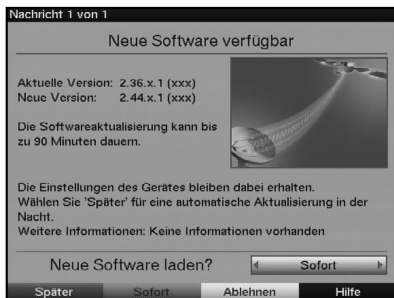 Nachricht 1 von 1
Neue Software verfügbar
Aktuelle Version: 2.36.x.1 (xxx)
Neue Version: 2.44.x.1 (xxx)
Die Softwareaktualisierung kann bis
zu 90 Minuten dauern.
Die Einstellungen des Gerätes bleiben dabei erhalten.
Wählen Sie 'Später' für eine automatische Aktualisierung in der
Nacht.
Weitere Informationen: Keine Informationen vorhanden
Neue Software laden? Sofort
Später Sofort Ablehnen Hilfe